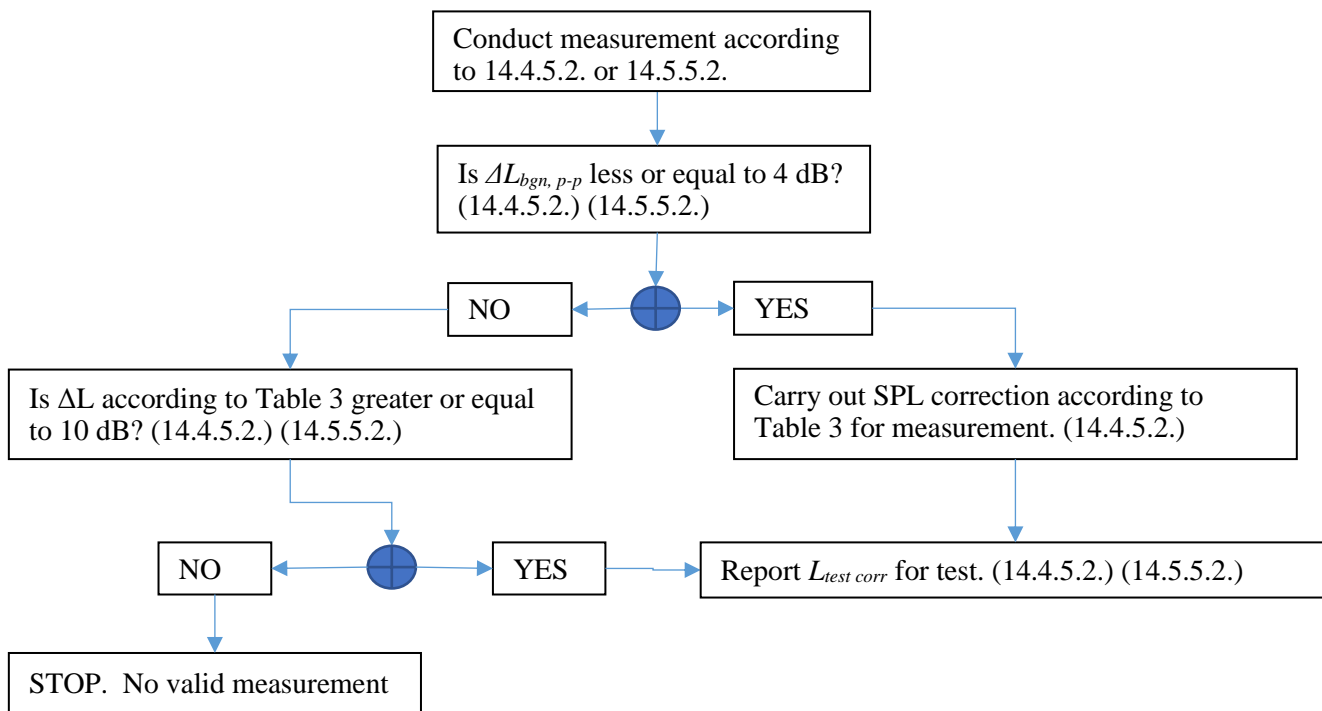 Conduct measurement according
to 14.4.5.2. or 14.5.5.2.
Is ΔL_bgn, p-p less or equal to 4 dB?
(14.4.5.2.) (14.5.5.2.)
NO
YES
Is ΔL according to Table 3 greater or equal
to 10 dB? (14.4.5.2.) (14.5.5.2.)
Carry out SPL correction according to
Table 3 for measurement. (14.4.5.2.)
NO
YES
Report L_test corr for test. (14.4.5.2.) (14.5.5.2.)
STOP.  No valid measurement